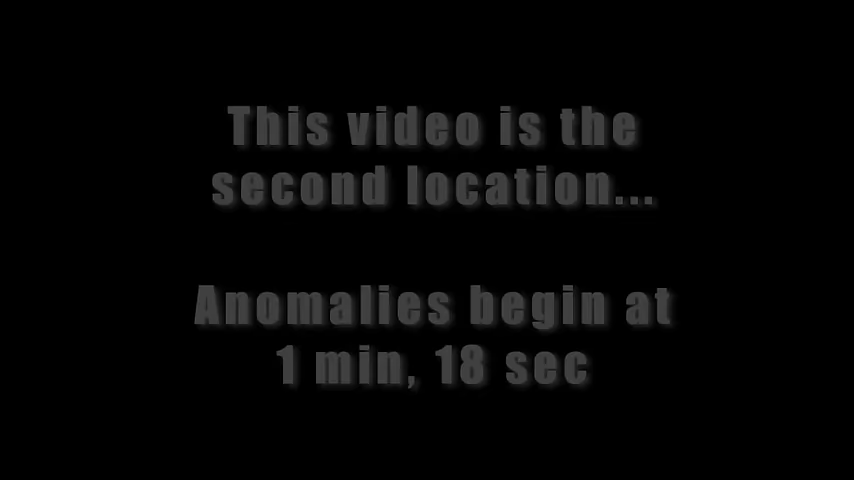 This video is the
second location...
Anomalies begin at
1 min, 18 sec